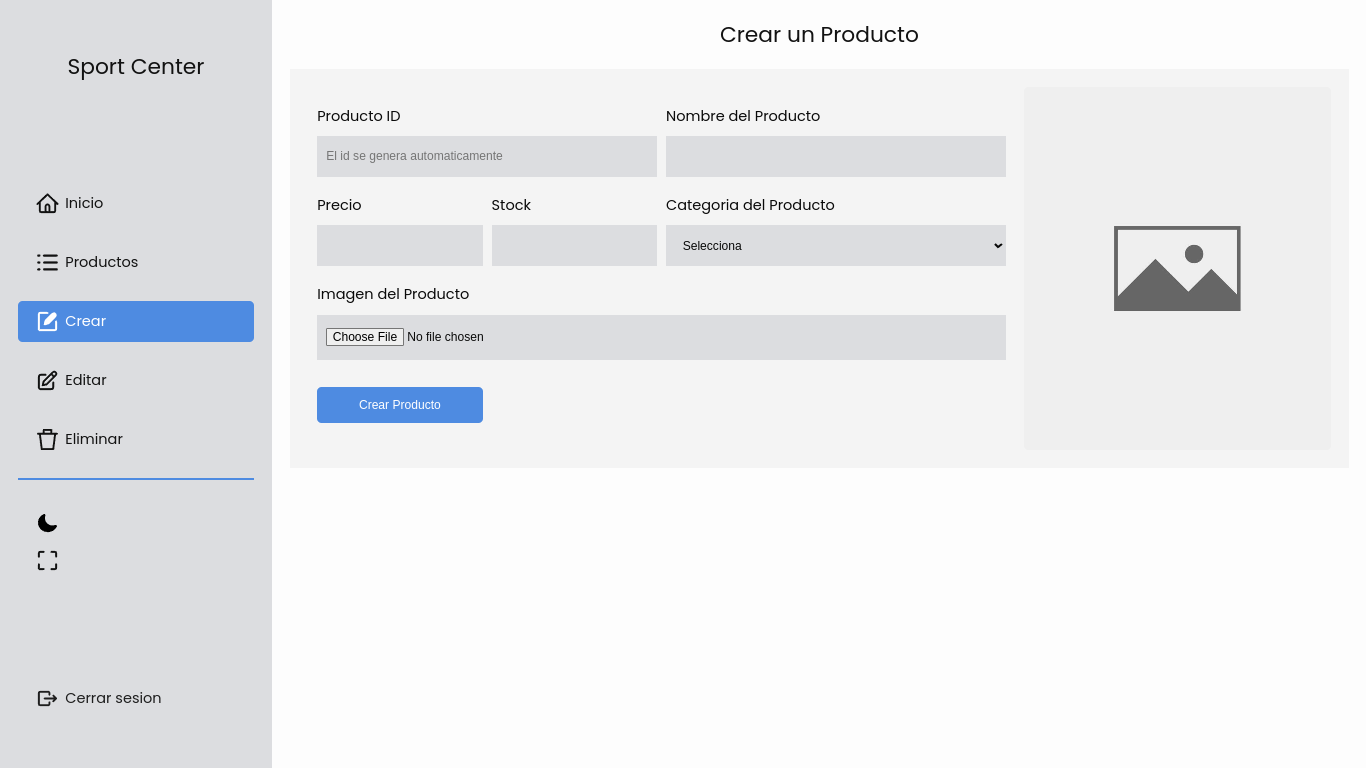 Sport Center
Inicio
Productos
Crear
Editar
Eliminar
Cerrar sesion
Crear un Producto
Producto ID
Nombre del Producto
El id se genera automaticamente
Precio
Stock
Categoria del Producto
Selecciona
Imagen del Producto
Choose File No file chosen
Crear Producto